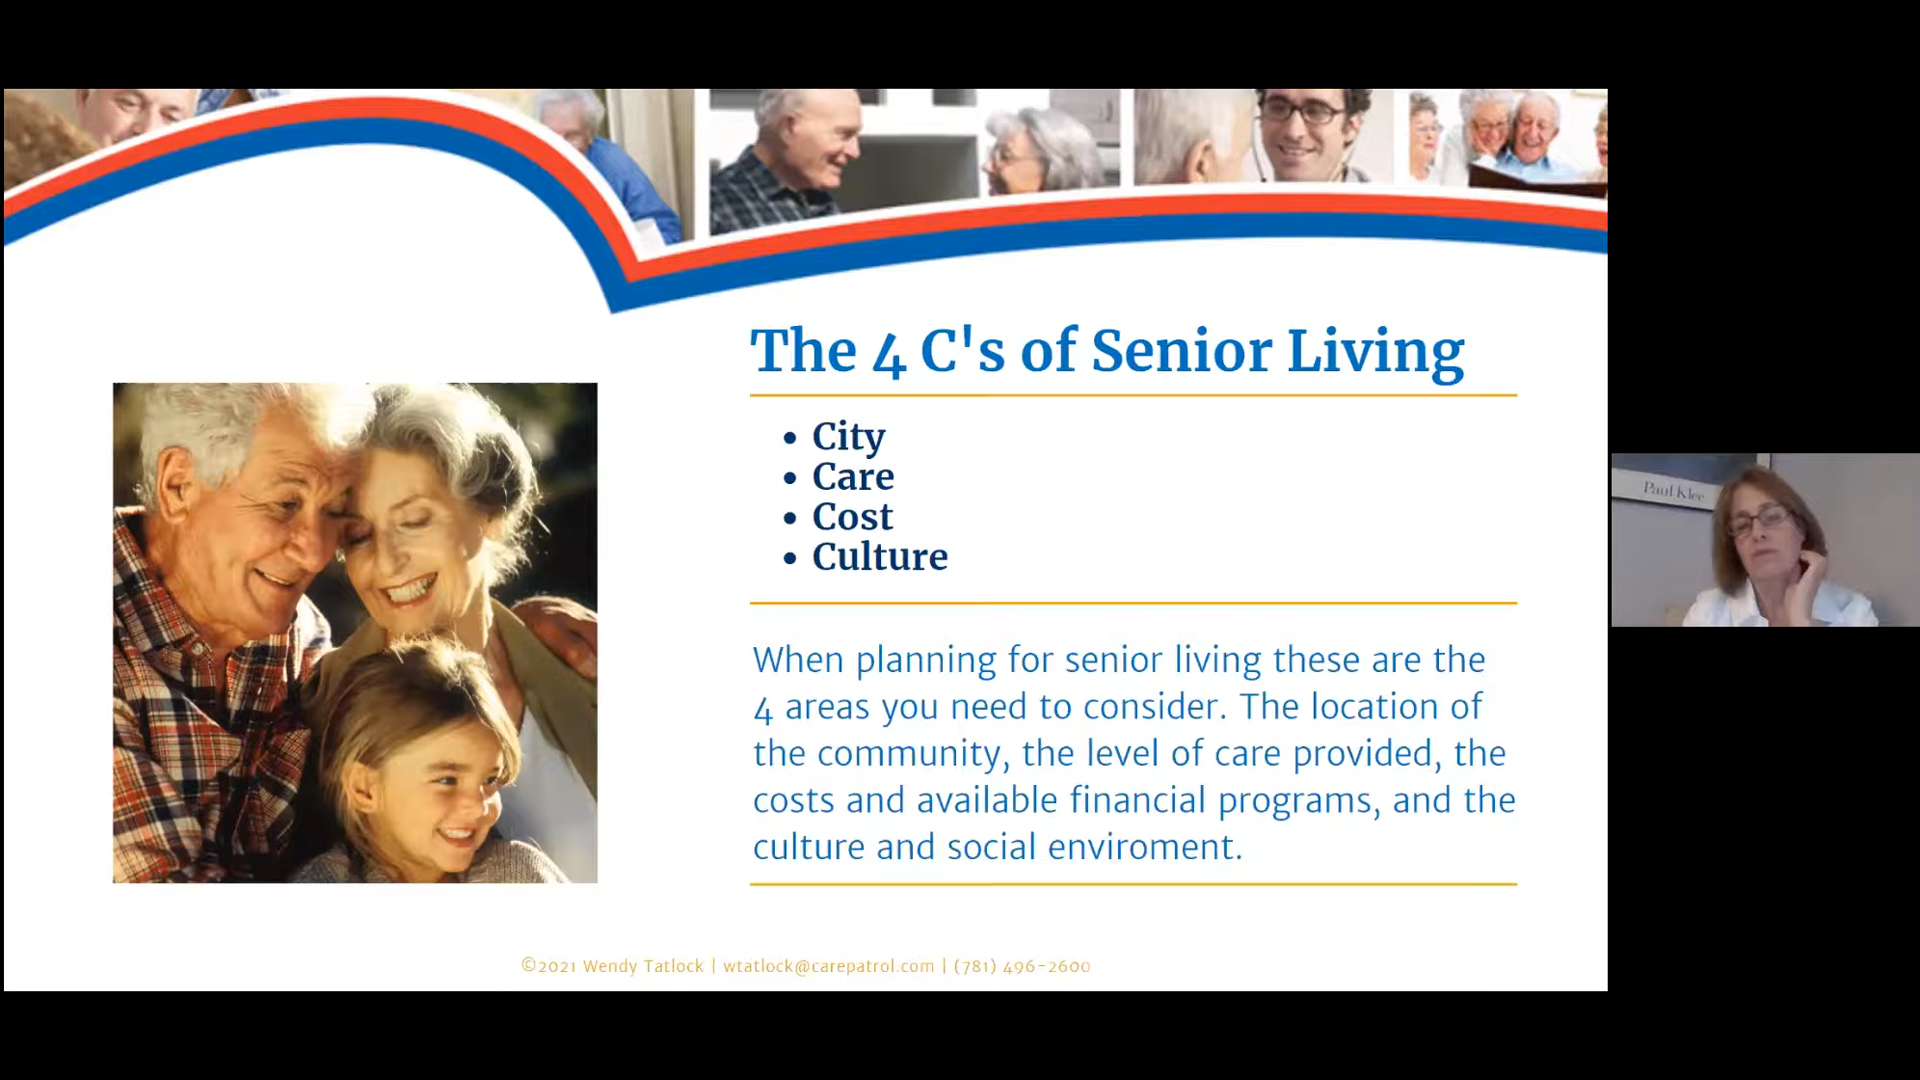 The 4 C's of Senior Living
• City
• Care
• Cost
• Culture
When planning for senior living these are the
4 areas you need to consider. The location of
the community, the level of care provided, the
costs and available financial programs, and the
culture and social enviroment.
©2021 Wendy Tatlock | wtatlock@carepatrol.com | (781) 496-2600
Paul Klee